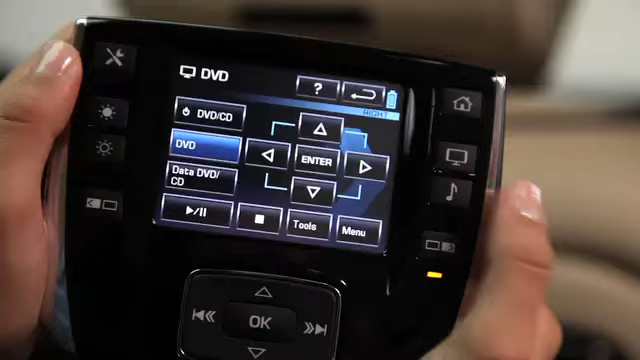 DVD
?
RIGHT
DVD/CD
DVD
ENTER
Data DVD/
CD
Tools
Menu
OK